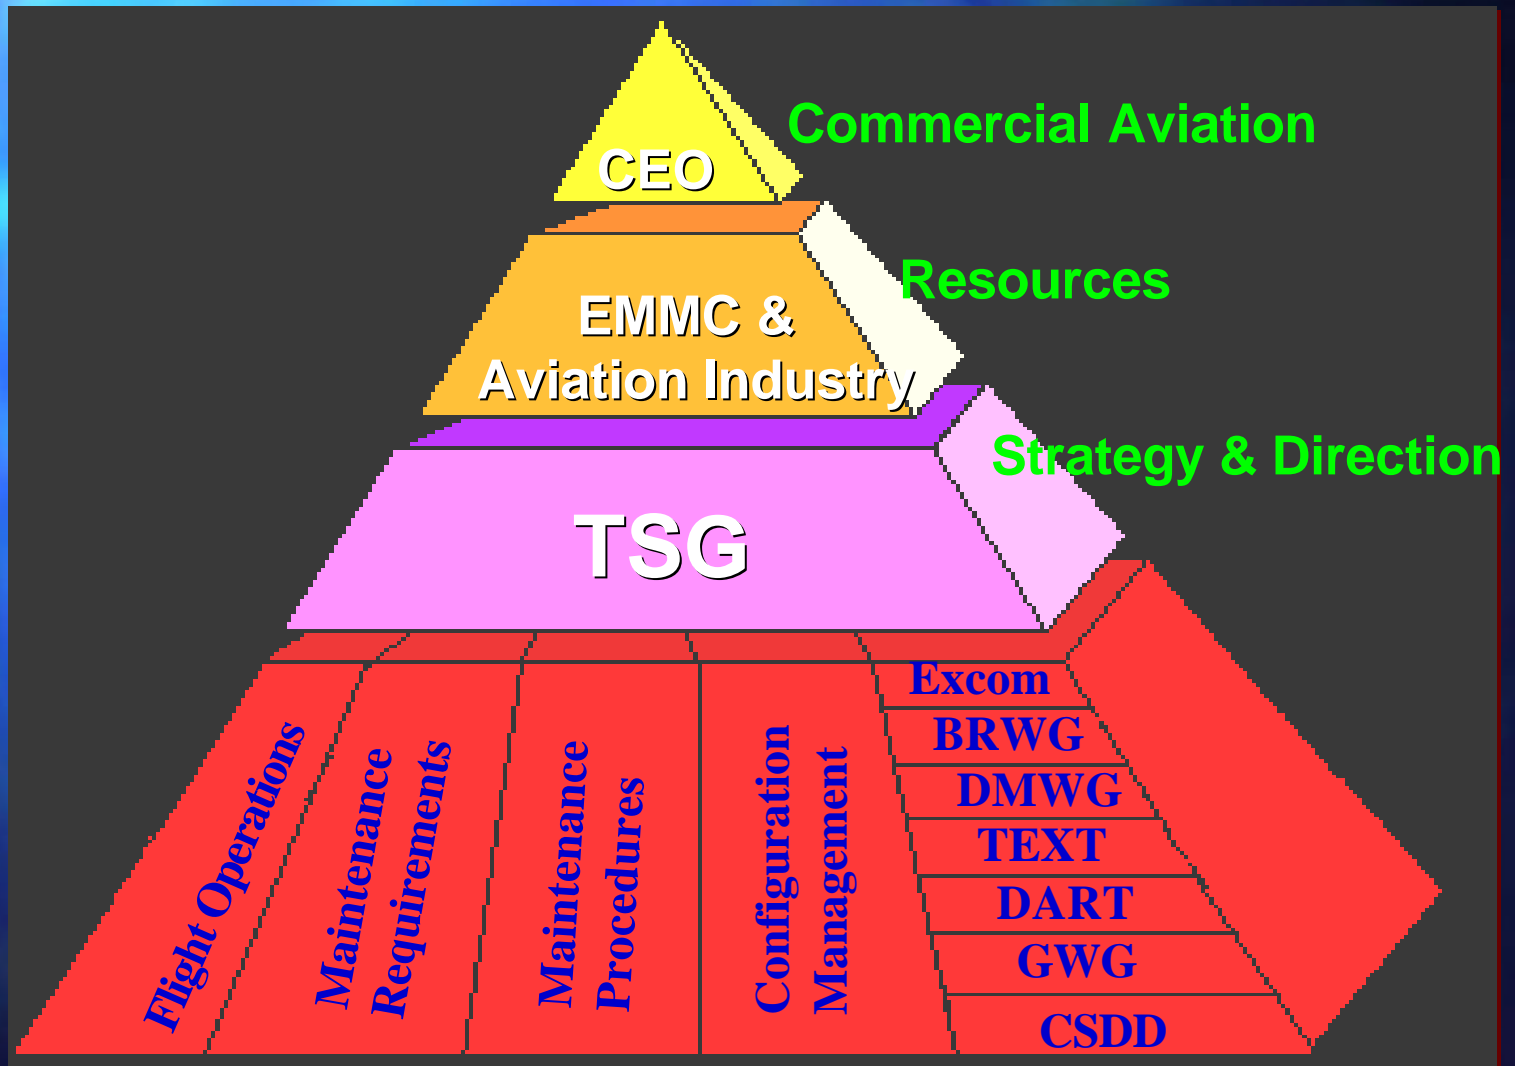 CEO
Commercial Aviation
EMMC &
Aviation Industry
Resources
TSG
Strategy & Direction
Flight Operations
Maintenance
Requirements
Maintenance
Procedures
Configuration
Management
Excom
BRWG
DMWG
TEXT
DART
GWG
CSDD